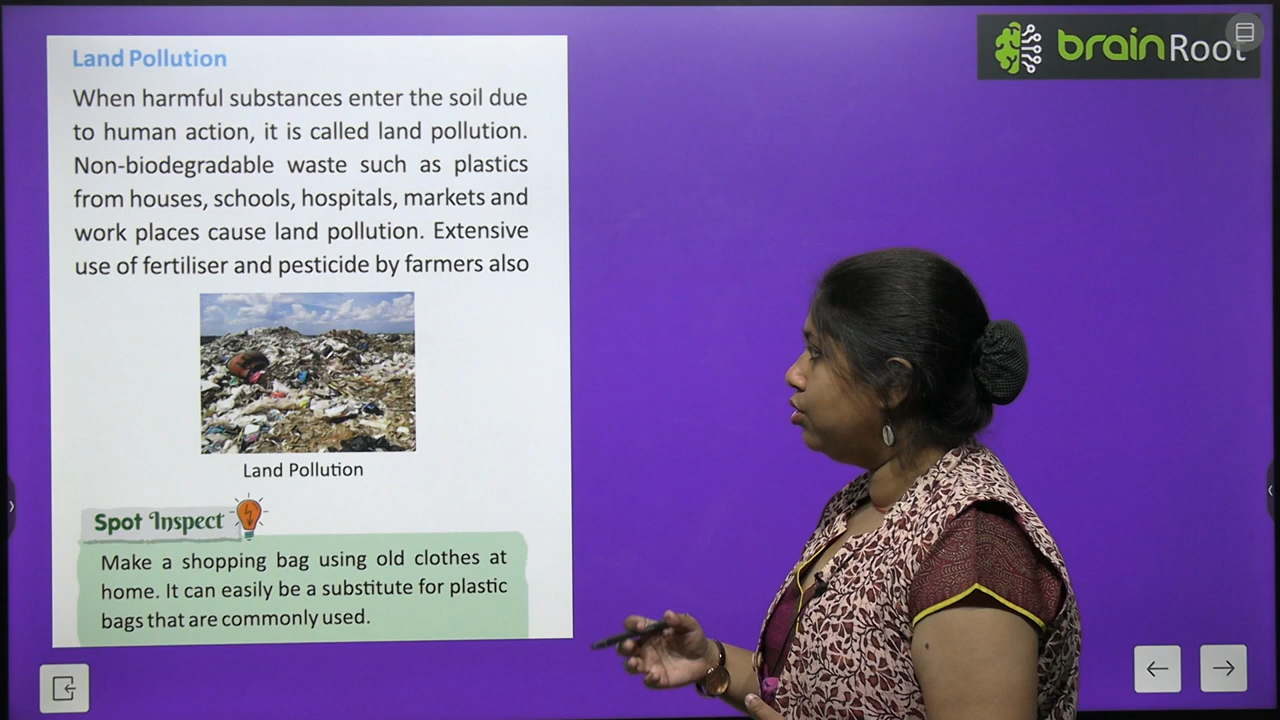 Land Pollution
When harmful substances enter the soil due
to human action, it is called land pollution.
Non-biodegradable waste such as plastics
from houses, schools, hospitals, markets and
work places cause land pollution. Extensive
use of fertiliser and pesticide by farmers also
Land Pollution
Spot Inspect
Make a shopping bag using old clothes at
home. It can easily be a substitute for plastic
bags that are commonly used.
brainRoot